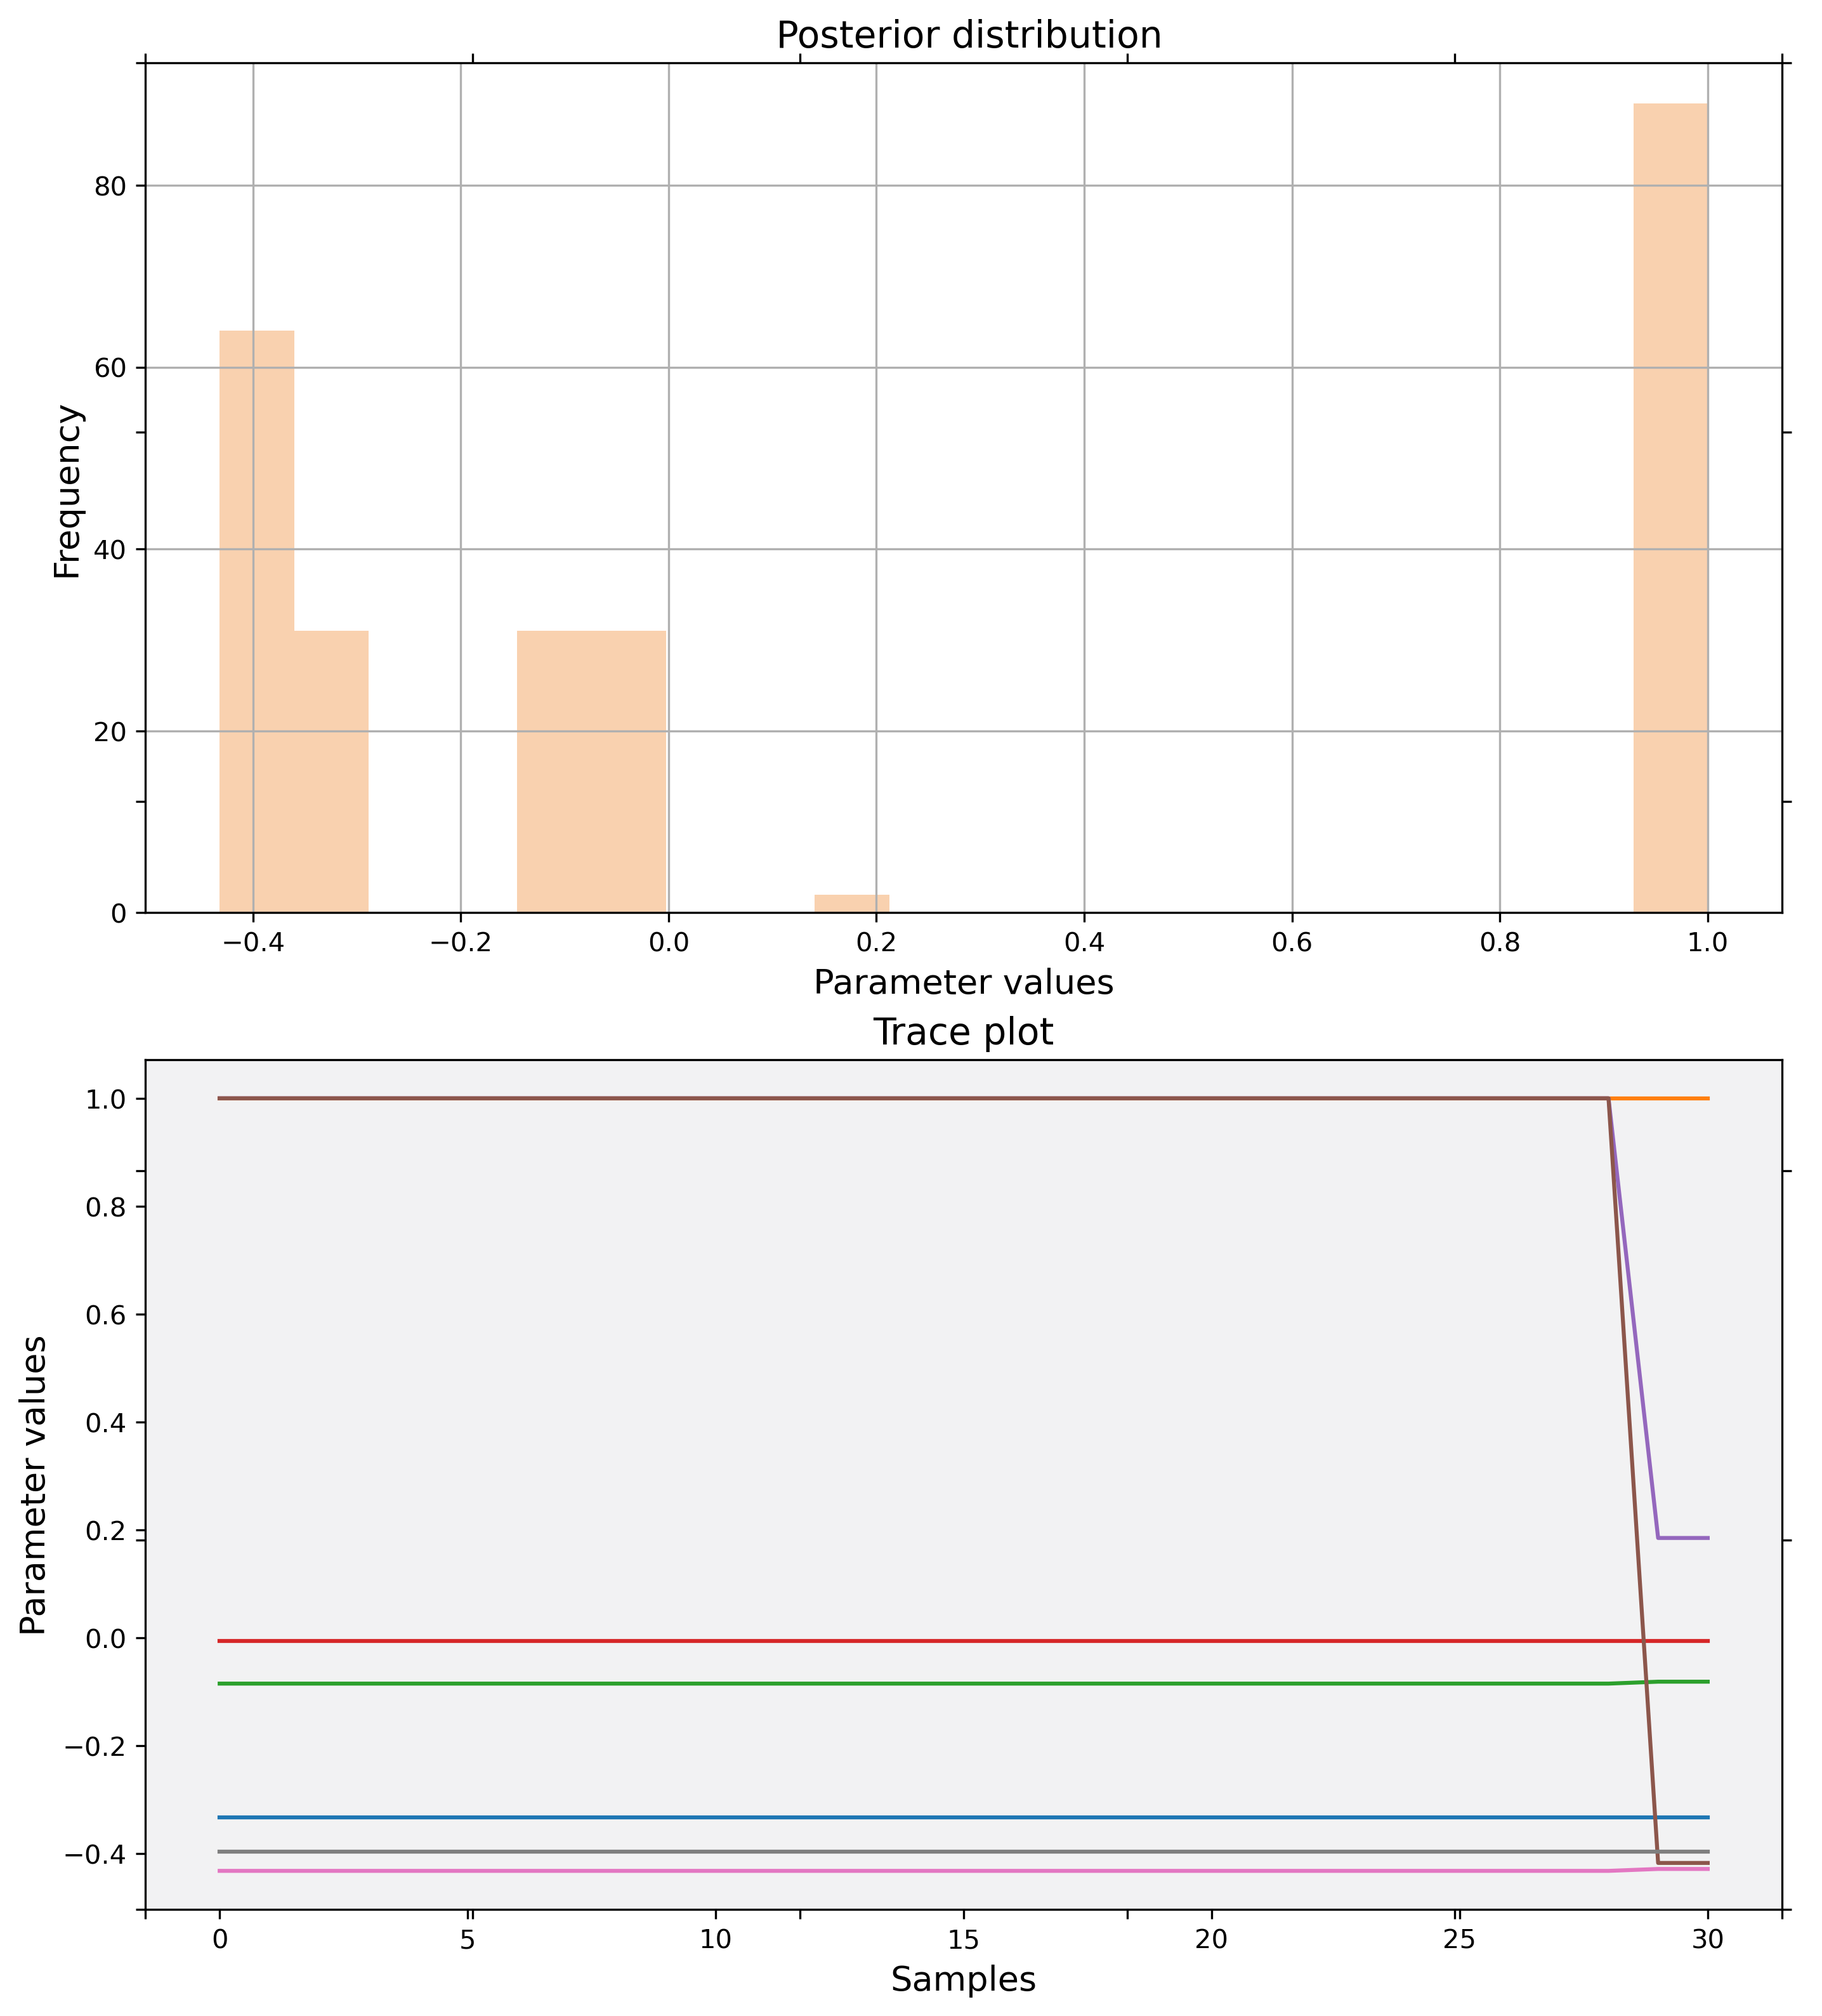 Posterior distribution
Frequency
80
60
40
20
0
−0.4 −0.2 0.0 0.2 0.4 0.6 0.8 1.0
Parameter values
Trace plot
Parameter values
1.0
0.8
0.6
0.4
0.2
0.0
−0.2
−0.4
0 5 10 15 20 25 30
Samples